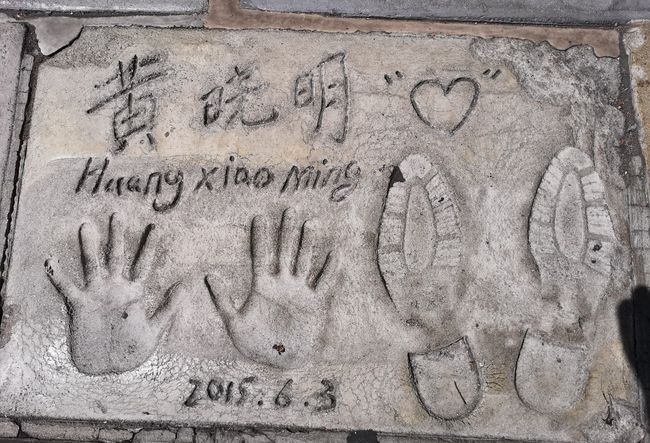 黄晓明 "♡"
Huang xiao Ming
2015.6.3